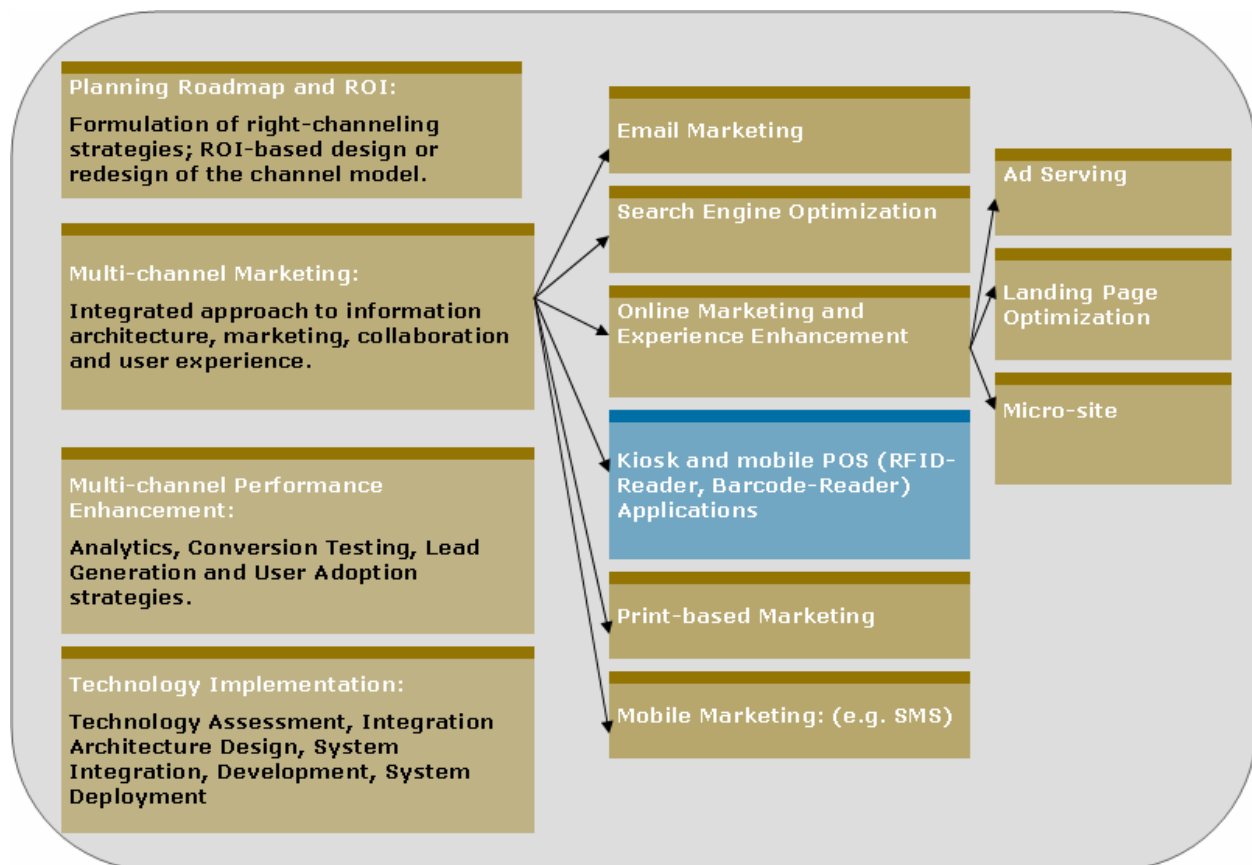 Planning Roadmap and ROI:
Formulation of right-channeling
strategies; ROI-based design or
redesign of the channel model.
Multi-channel Marketing:
Integrated approach to information
architecture, marketing, collaboration
and user experience.
Multi-channel Performance
Enhancement:
Analytics, Conversion Testing, Lead
Generation and User Adoption
strategies.
Technology Implementation:
Technology Assessment, Integration
Architecture Design, System
Integration, Development, System
Deployment
Email Marketing
Search Engine Optimization
Online Marketing and
Experience Enhancement
Kiosk and mobile POS (RFID-
Reader, Barcode-Reader)
Applications
Print-based Marketing
Mobile Marketing: (e.g. SMS)
Ad Serving
Landing Page
Optimization
Micro-site